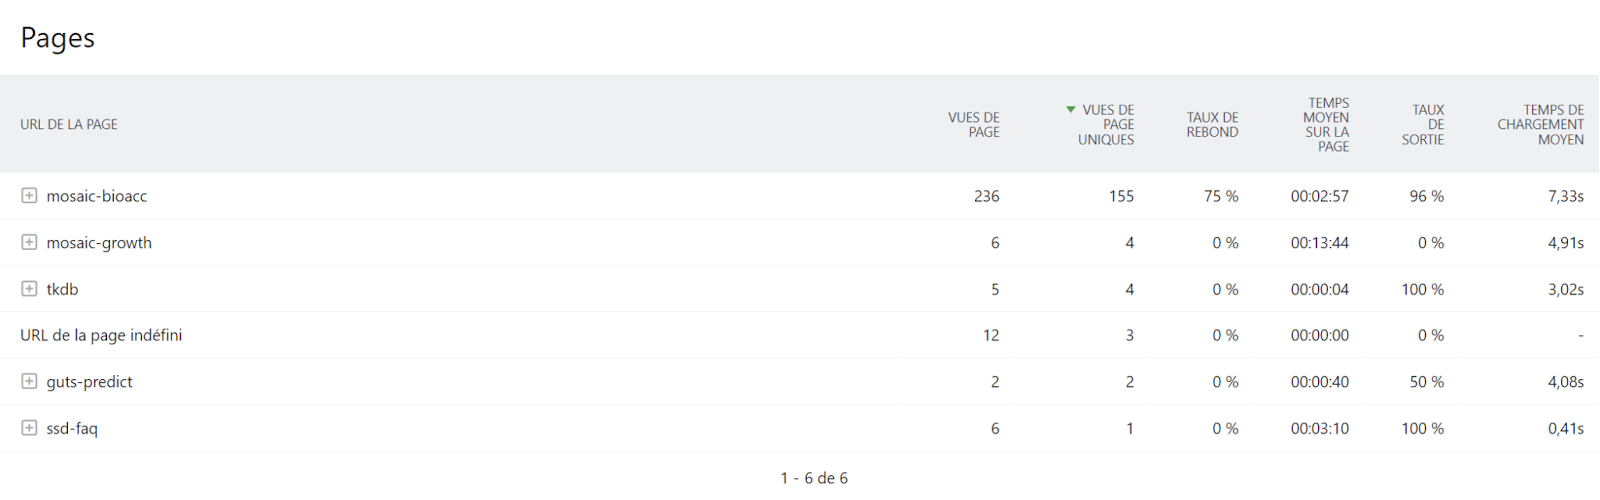 Pages
URL DE LA PAGE
VUES DE
PAGE
VUES DE
PAGE
UNIQUES
TAUX DE
REBOND
TEMPS
MOYEN
SUR LA
PAGE
TAUX
DE
SORTIE
TEMPS DE
CHARGEMENT
MOYEN
mosaic-bioacc 236 155 75 % 00:02:57 96 % 7,33s
mosaic-growth 6 4 0 % 00:13:44 0 % 4,91s
tkdb 5 4 0 % 00:00:04 100 % 3,02s
URL de la page indéfini 12 3 0 % 00:00:00 0 % -
guts-predict 2 2 0 % 00:00:40 50 % 4,08s
ssd-faq 6 1 0 % 00:03:10 100 % 0,41s
1 - 6 de 6